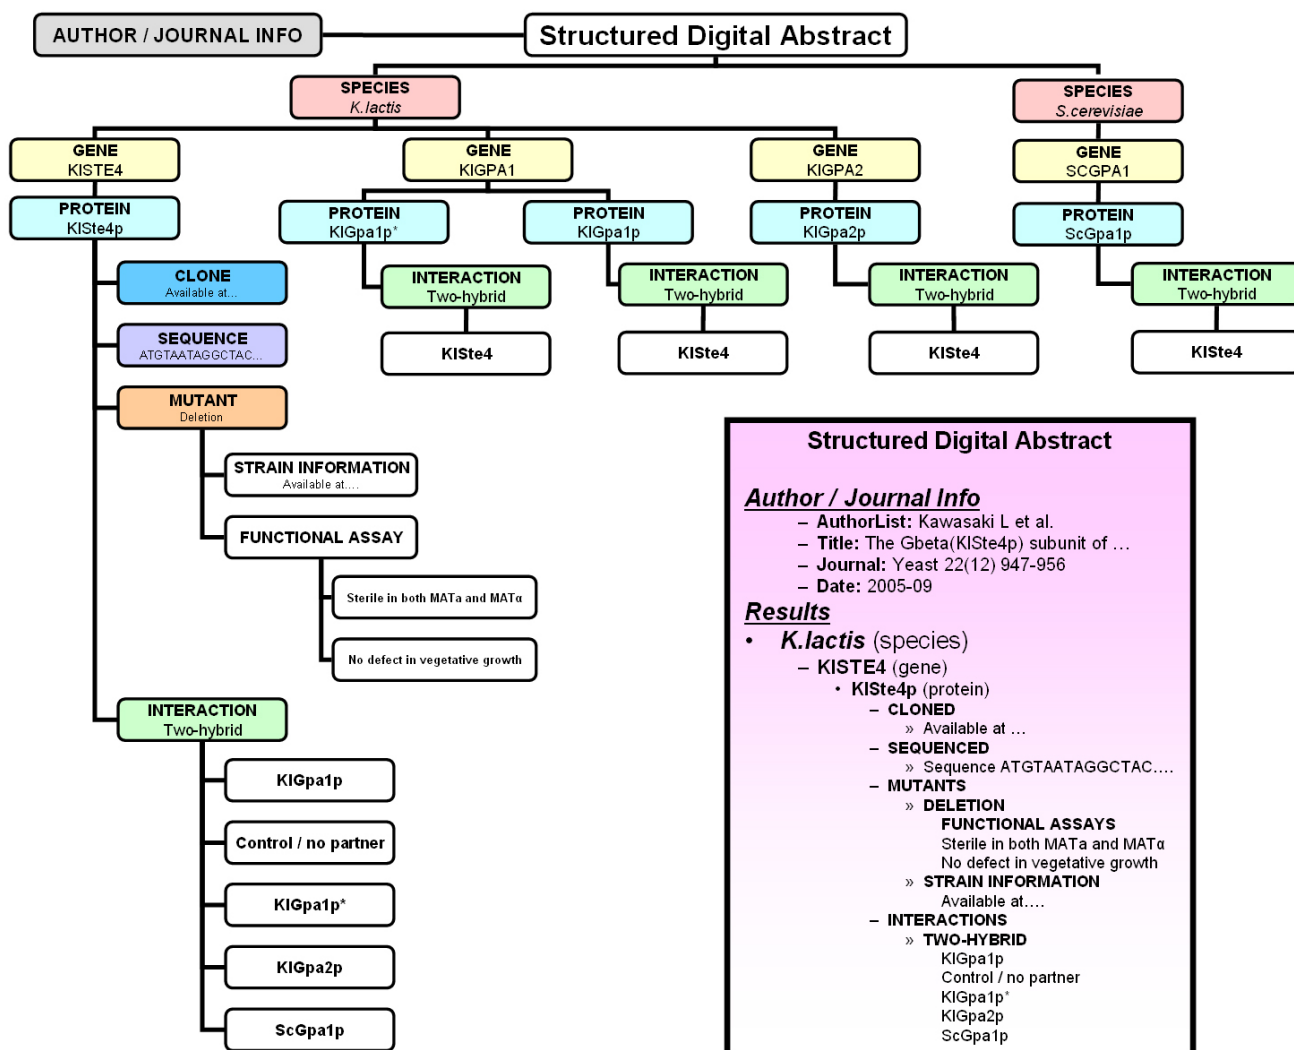 AUTHOR / JOURNAL INFO
Structured Digital Abstract
SPECIES
K.lactis
SPECIES
S.cerevisiae
GENE
KlSTE4
GENE
KlGPA1
GENE
KlGPA2
GENE
SCGPA1
PROTEIN
KlSte4p
PROTEIN
KlGpa1p*
PROTEIN
KlGpa1p
PROTEIN
KlGpa2p
PROTEIN
ScGpa1p
CLONE
Available at...
INTERACTION
Two-hybrid
INTERACTION
Two-hybrid
INTERACTION
Two-hybrid
INTERACTION
Two-hybrid
SEQUENCE
ATGTAATAGGCTAC...
KlSte4
KlSte4
KlSte4
KlSte4
MUTANT
Deletion
STRAIN INFORMATION
Available at....
FUNCTIONAL ASSAY
Sterile in both MATa and MATα
No defect in vegetative growth
INTERACTION
Two-hybrid
KlGpa1p
Control / no partner
KlGpa1p*
KlGpa2p
ScGpa1p
Structured Digital Abstract
Author / Journal Info
– AuthorList: Kawasaki L et al.
– Title: The Gbeta(KlSte4p) subunit of …
– Journal: Yeast 22(12) 947-956
– Date: 2005-09
Results
• K.lactis (species)
– KlSTE4 (gene)
• KlSte4p (protein)
– CLONED
» Available at …
– SEQUENCED
» Sequence ATGTAATAGGCTAC….
– MUTANTS
» DELETION
FUNCTIONAL ASSAYS
Sterile in both MATa and MATα
No defect in vegetative growth
» STRAIN INFORMATION
Available at….
– INTERACTIONS
» TWO-HYBRID
KlGpa1p
Control / no partner
KlGpa1p*
KlGpa2p
ScGpa1p